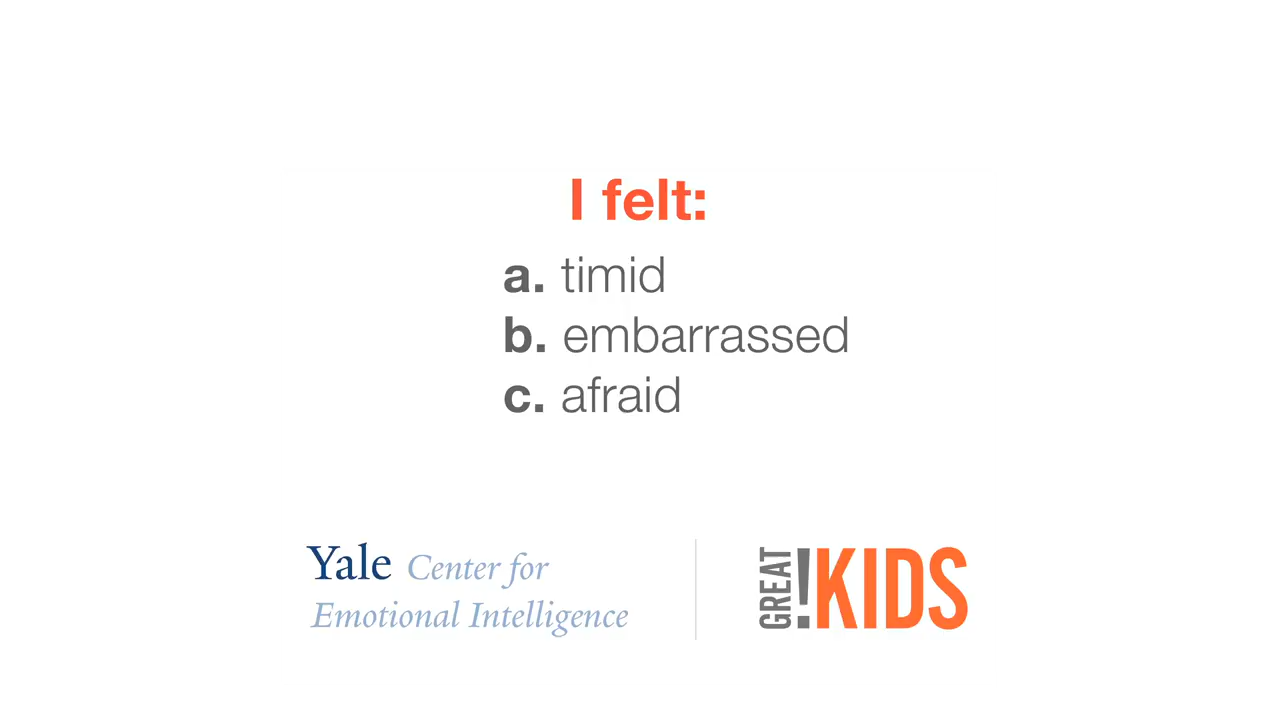 I felt:
a. timid
b. embarrassed
c. afraid
Yale Center for
Emotional Intelligence
GREAT!KIDS